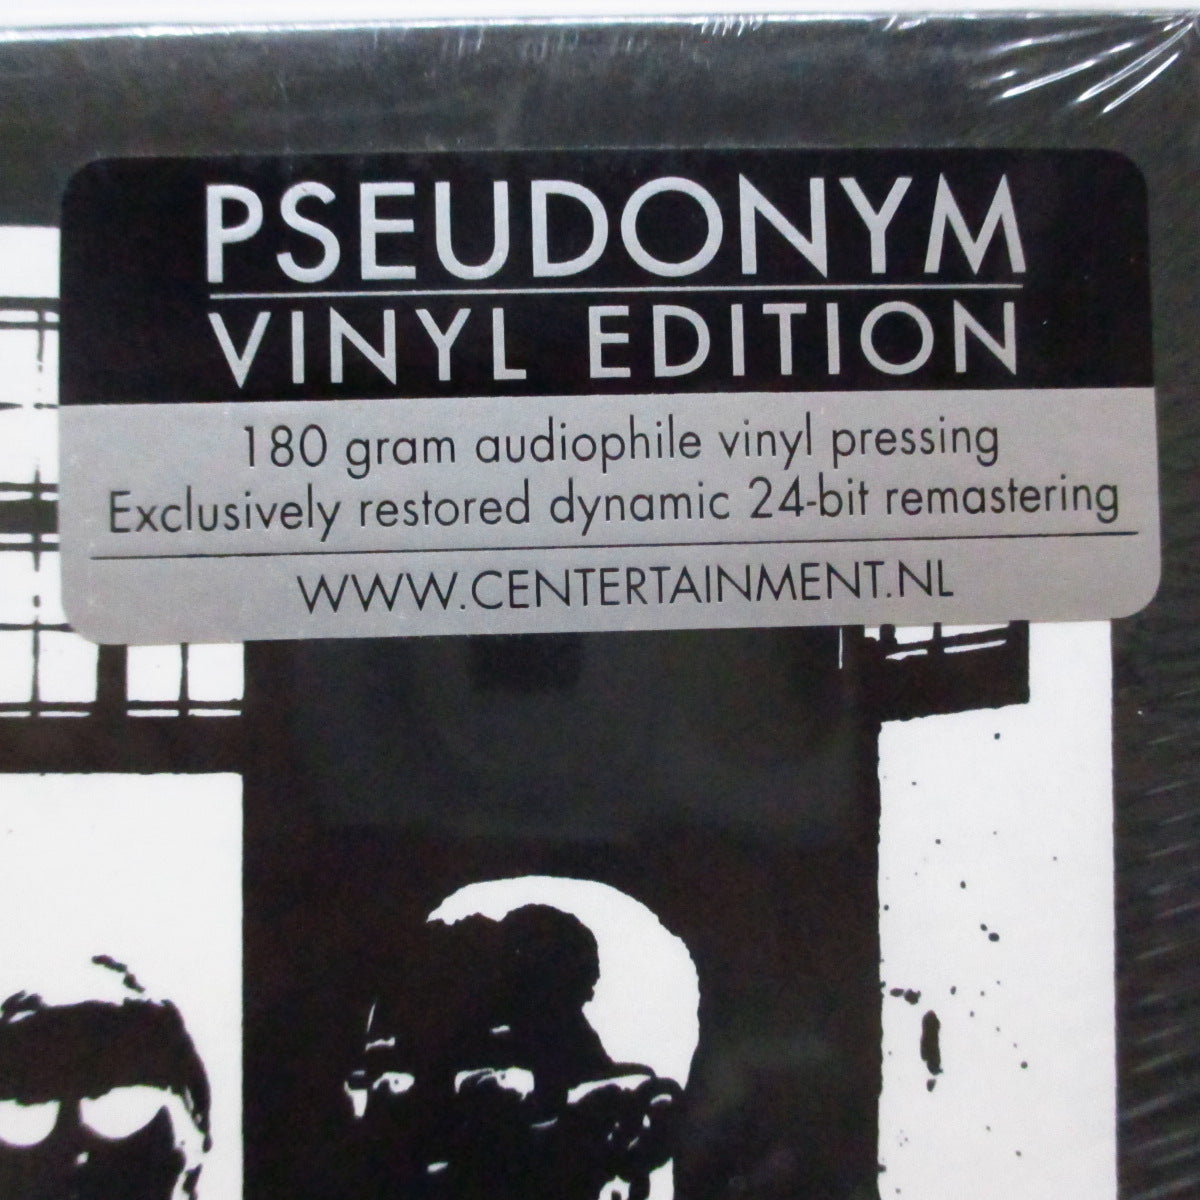 PSEUDONYM
VINYL EDITION
180 gram audiophile vinyl pressing
Exclusively restored dynamic 24-bit remastering
WWW.CENTERTAINMENT.NL